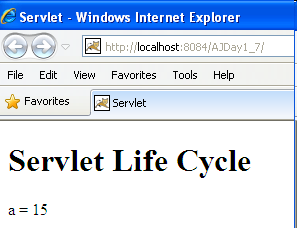 Servlet - Windows Internet Explorer
http://localhost:8084/AJDay1_7/
File Edit View Favorites Tools Help
Favorites Servlet
Servlet Life Cycle
a = 15